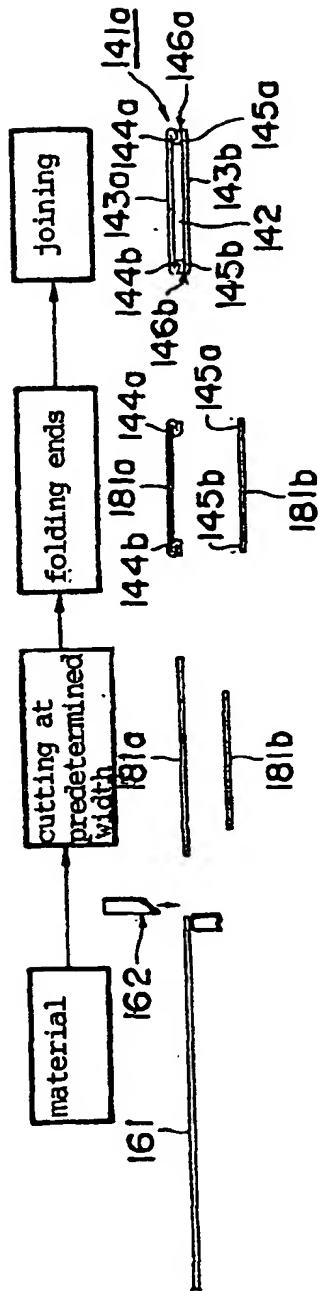 material
cutting at
predetermined
width
folding ends
joining
161
162
181a
181b
144b
181a
144a
145b
145a
181b
144b
143a
144a
141a
146b
146a
145b
142
143b
145a